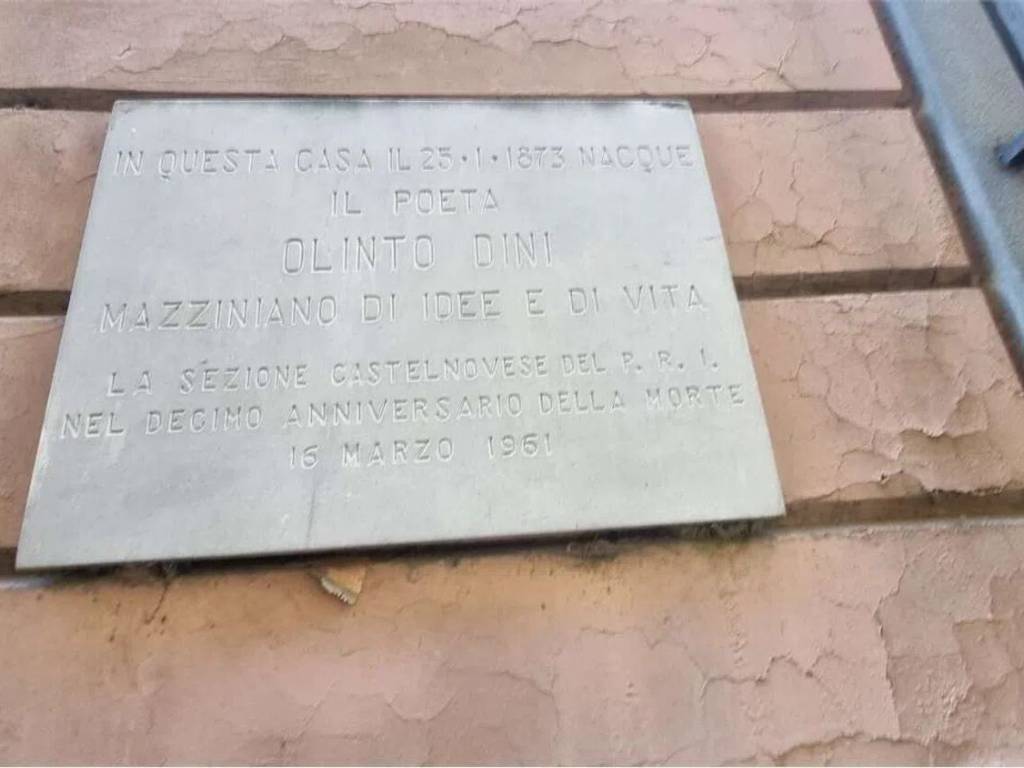 IN QUESTA CASA IL 25·1·1873 NACQUE
IL POETA
OLINTO DINI
MAZZINIANO DI IDEE E DI VITA
LA SEZIONE CASTELNOVESE DEL P. R. I.
NEL DECIMO ANNIVERSARIO DELLA MORTE
16 MARZO 1961